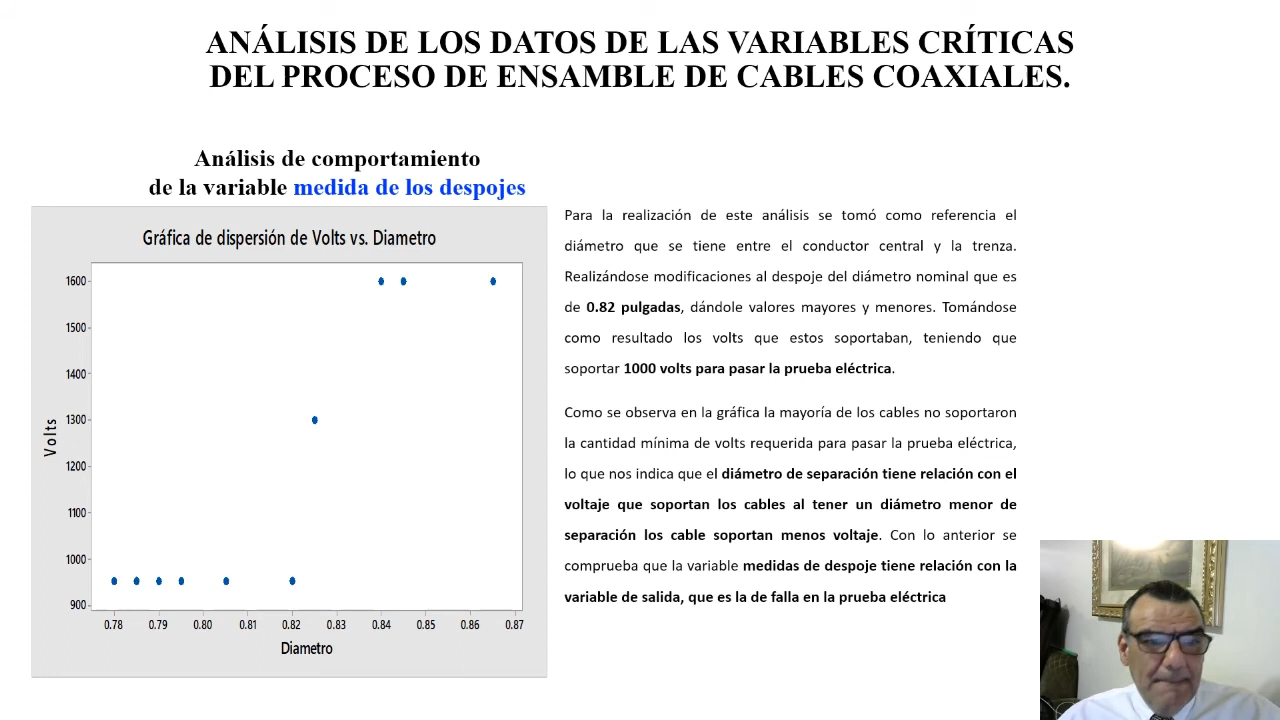 ANÁLISIS DE LOS DATOS DE LAS VARIABLES CRÍTICAS
DEL PROCESO DE ENSAMBLE DE CABLES COAXIALES.
Análisis de comportamiento
de la variable medida de los despojes
Gráfica de dispersión de Volts vs. Diametro
1600
1500
1400
1300
1200
1100
1000
900
Volts
0.78 0.79 0.80 0.81 0.82 0.83 0.84 0.85 0.86 0.87
Diametro
Para la realización de este análisis se tomó como referencia el
diámetro que se tiene entre el conductor central y la trenza.
Realizándose modificaciones al despoje del diámetro nominal que es
de 0.82 pulgadas, dándole valores mayores y menores. Tomándose
como resultado los volts que estos soportaban, teniendo que
soportar 1000 volts para pasar la prueba eléctrica.
Como se observa en la gráfica la mayoría de los cables no soportaron
la cantidad mínima de volts requerida para pasar la prueba eléctrica,
lo que nos indica que el diámetro de separación tiene relación con el
voltaje que soportan los cables al tener un diámetro menor de
separación los cable soportan menos voltaje. Con lo anterior se
comprueba que la variable medidas de despoje tiene relación con la
variable de salida, que es la de falla en la prueba eléctrica